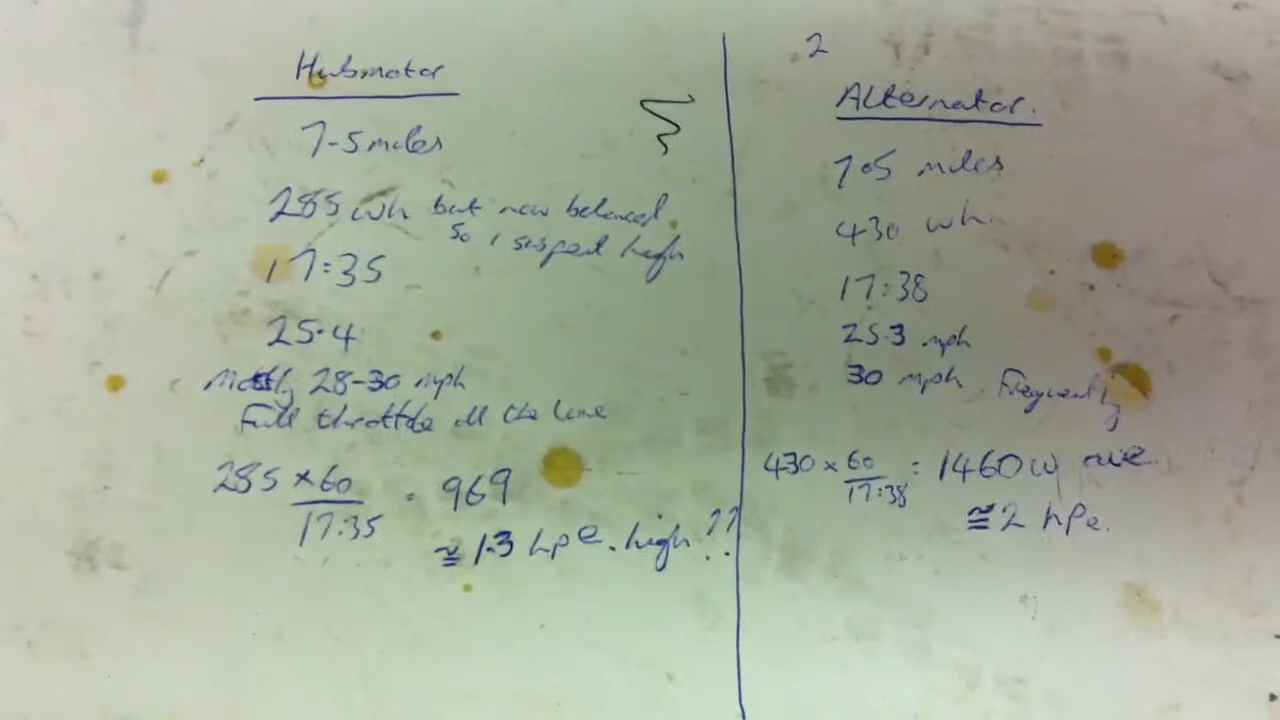 Hubmotor
7-5 miles
285 wh but now balanced
so i suspect high
17:35
25.4
Mostly 28-30 mph
Full throttle all the time
285 x 60
17:35
= 969
≅ 1.3 hpe. high ??
2
Alternator.
7.5 miles
430 wh.
17:38
25.3 mph
30 mph, Frequently
430 x 60 = 1460 w ave.
17:38
≅ 2 hpe.